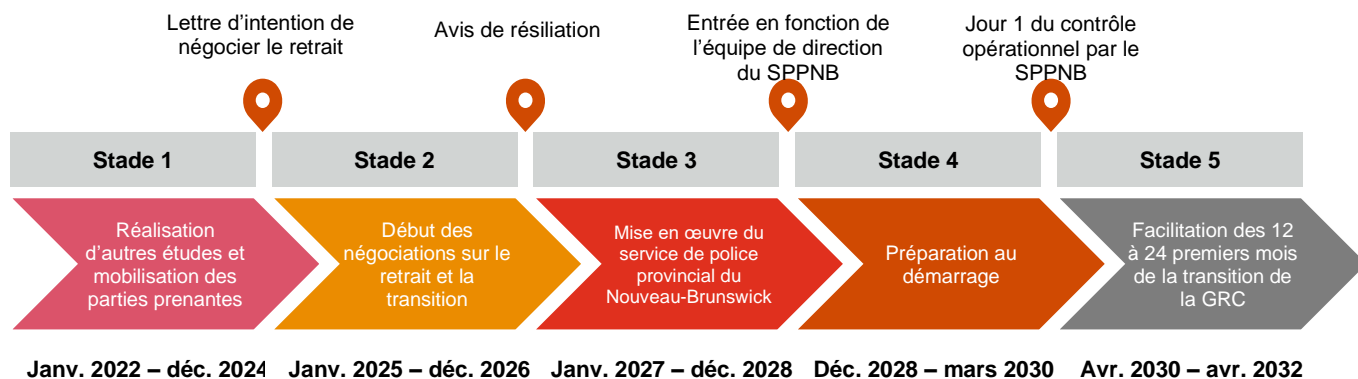 Lettre d'intention de
négocier le retrait
Avis de résiliation
Entrée en fonction de
l'équipe de direction
du SPPNB
Jour 1 du contrôle
opérationnel par le
SPPNB
Stade 1
Stade 2
Stade 3
Stade 4
Stade 5
Réalisation
d'autres études et
mobilisation des
parties prenantes
Début des
négociations sur le
retrait et la
transition
Mise en œuvre du
service de police
provincial du
Nouveau-Brunswick
Préparation au
démarrage
Facilitation des 12
à 24 premiers mois
de la transition de
la GRC
Janv. 2022 – déc. 2024
Janv. 2025 – déc. 2026
Janv. 2027 – déc. 2028
Déc. 2028 – mars 2030
Avr. 2030 – avr. 2032